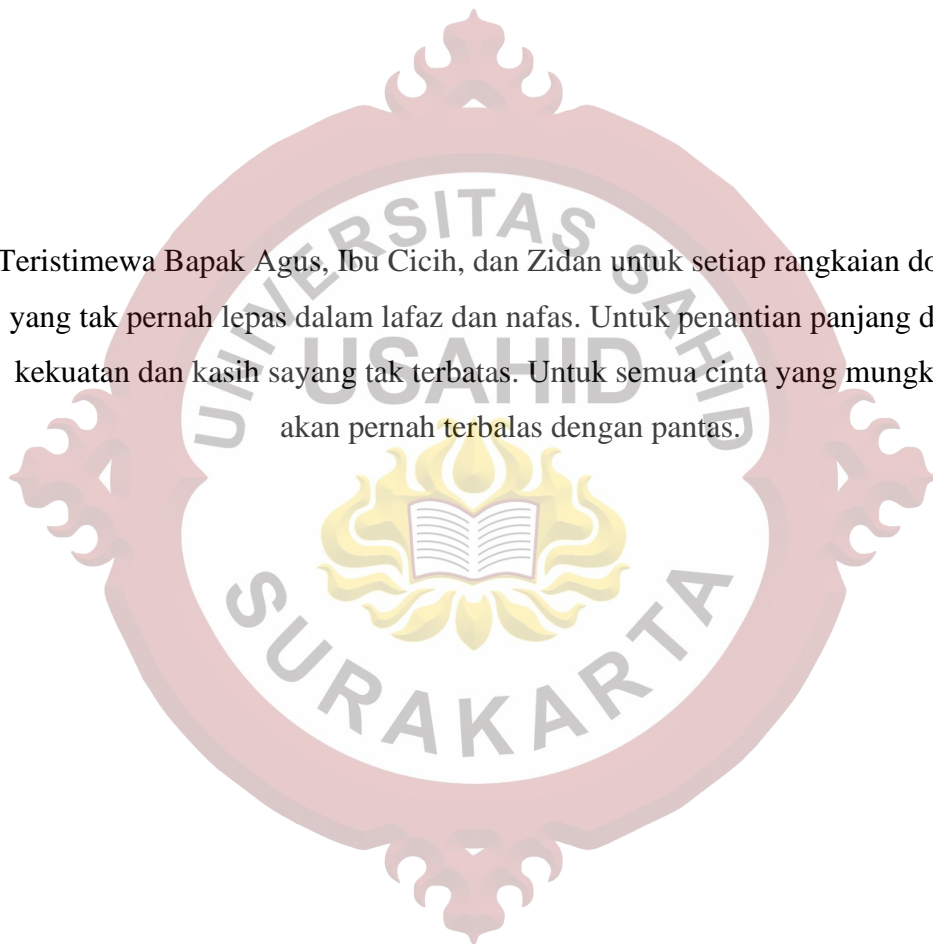 Teristimewa Bapak Agus, Ibu Cicih, dan Zidan untuk setiap rangkaian
yang tak pernah lepas dalam lafaz dan nafas. Untuk penantian panjang
kekuatan dan kasih sayang tak terbatas. Untuk semua cinta yang
akan pernah terbalas dengan pantas.
UNIVERSITAS SAHID
USAHID
SURAKARTA